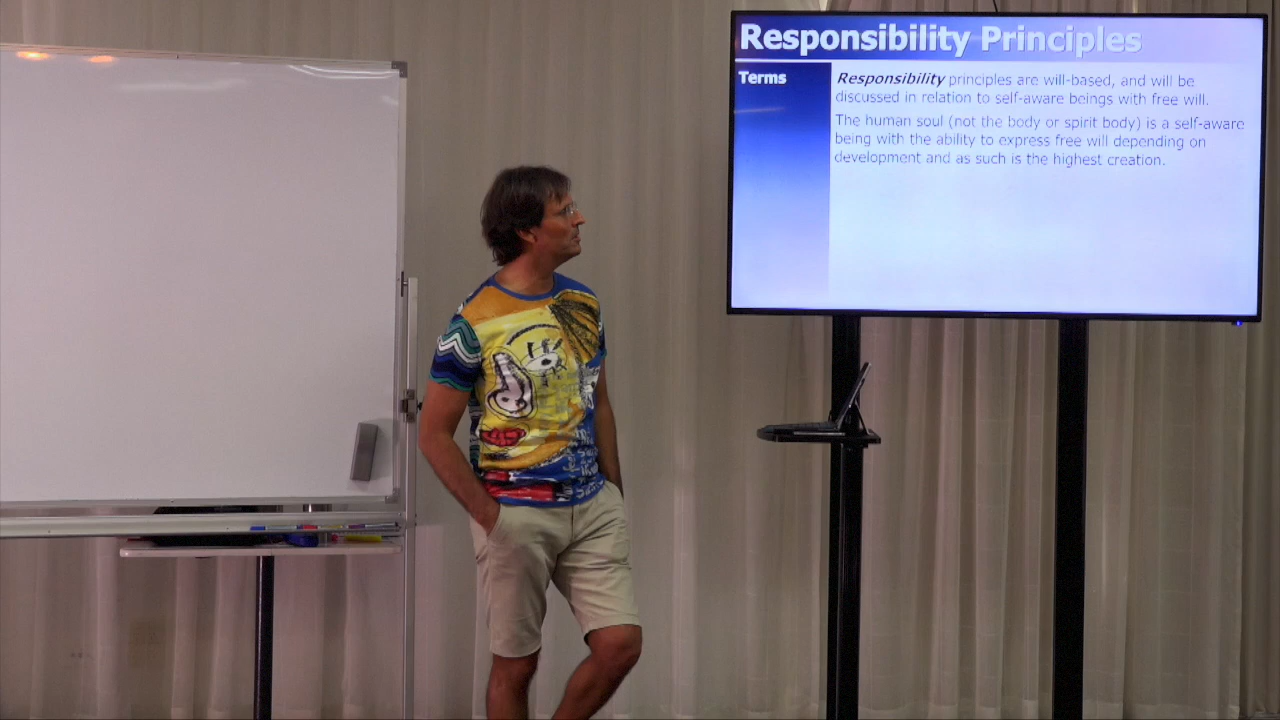 Responsibility Principles
Terms
Responsibility principles are will-based, and will be
discussed in relation to self-aware beings with free will.
The human soul (not the body or spirit body) is a self-aware
being with the ability to express free will depending on
development and as such is the highest creation.